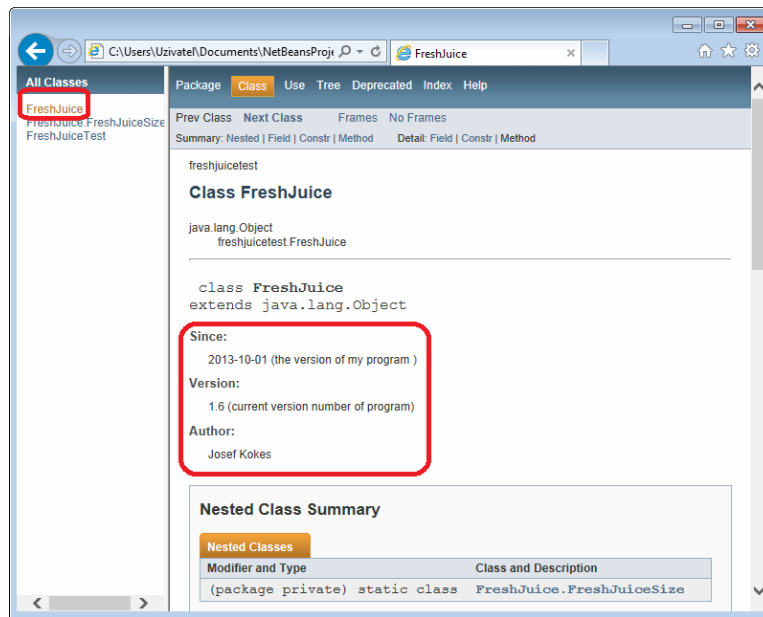 C:\Users\Uzivatel\Documents\NetBeansProje
FreshJuice
All Classes
FreshJuice
FreshJuice.FreshJuiceSize
FreshJuiceTest
Package Class Use Tree Deprecated Index Help
Prev Class Next Class Frames No Frames
Summary: Nested | Field | Constr | Method Detail: Field | Constr | Method
freshjuicetest
Class FreshJuice
java.lang.Object
freshjuicetest.FreshJuice
class FreshJuice
extends java.lang.Object
Since:
2013-10-01 (the version of my program )
Version:
1.6 (current version number of program)
Author:
Josef Kokes
Nested Class Summary
Nested Classes
Modifier and Type Class and Description
(package private) static class FreshJuice.FreshJuiceSize